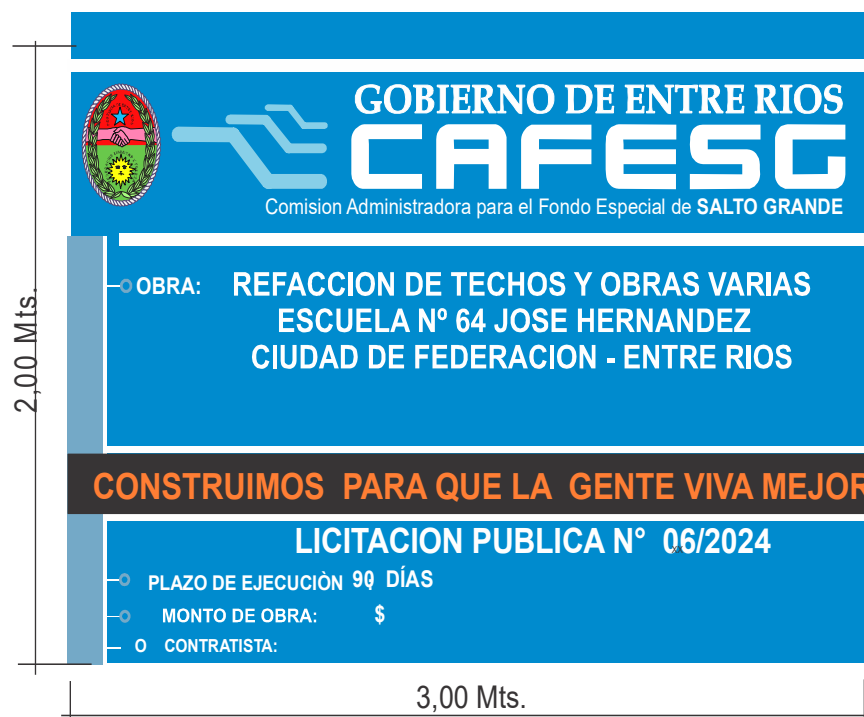 GOBIERNO DE ENTRE RIOS
CAFESG
Comision Administradora para el Fondo Especial de SALTO GRANDE
OBRA: REFACCION DE TECHOS Y OBRAS VARIAS
ESCUELA Nº 64 JOSE HERNANDEZ
CIUDAD DE FEDERACION - ENTRE RIOS
2,00 Mts.
CONSTRUIMOS PARA QUE LA GENTE VIVA MEJOR
LICITACION PUBLICA N° 06/2024
PLAZO DE EJECUCIÒN 90 DÍAS
MONTO DE OBRA: $
O CONTRATISTA:
3,00 Mts.